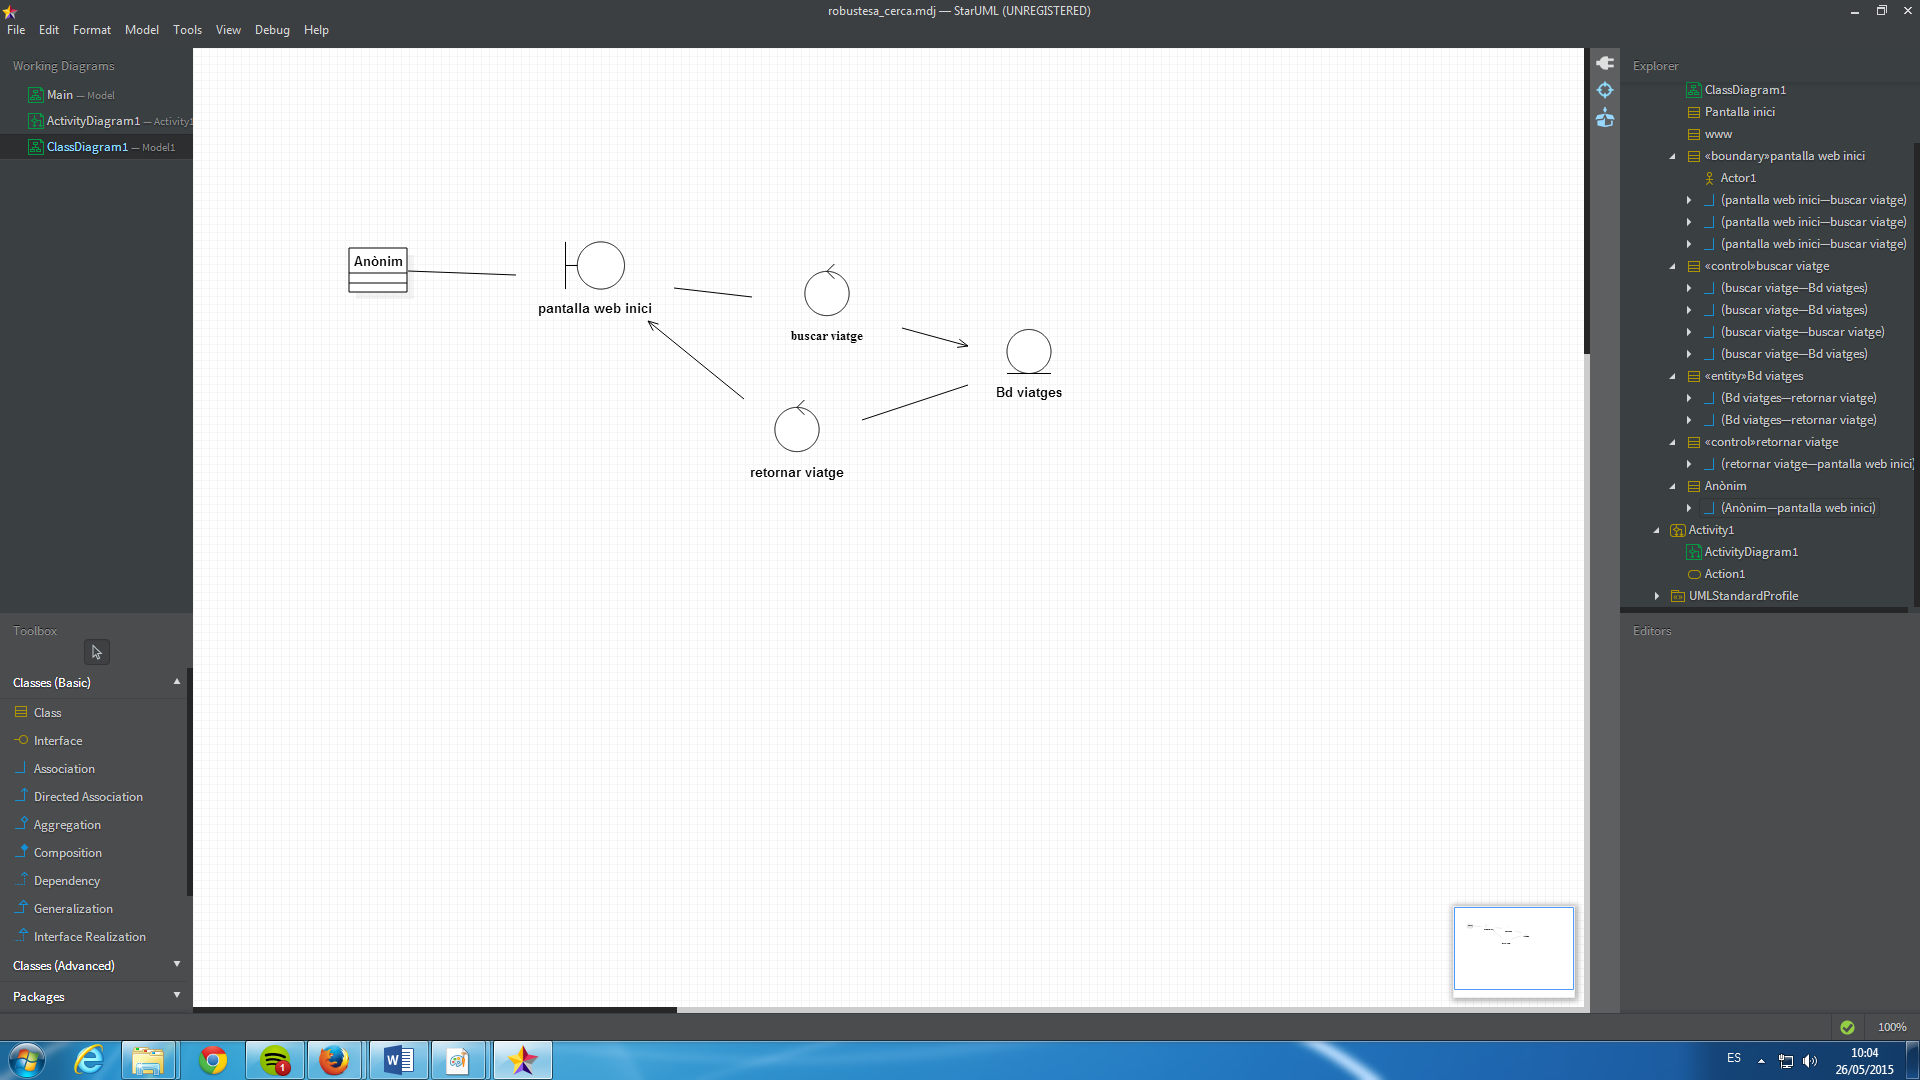 robustesa_cerca.mdj — StarUML (UNREGISTERED)
File Edit Format Model Tools View Debug Help
Working Diagrams
Main — Model
ActivityDiagram1 — Activity1
ClassDiagram1 — Model1
Toolbox
Classes (Basic)
Class
Interface
Association
Directed Association
Aggregation
Composition
Dependency
Generalization
Interface Realization
Classes (Advanced)
Packages
Anònim
pantalla web inici
buscar viatge
Bd viatges
retornar viatge
Explorer
ClassDiagram1
Pantalla inici
www
«boundary»pantalla web inici
Actor1
(pantalla web inici—buscar viatge)
(pantalla web inici—buscar viatge)
(pantalla web inici—buscar viatge)
«control»buscar viatge
(buscar viatge—Bd viatges)
(buscar viatge—Bd viatges)
(buscar viatge—buscar viatge)
(buscar viatge—Bd viatges)
«entity»Bd viatges
(Bd viatges—retornar viatge)
(Bd viatges—retornar viatge)
«control»retornar viatge
(retornar viatge—pantalla web inici)
Anònim
(Anònim—pantalla web inici)
Activity1
ActivityDiagram1
Action1
UMLStandardProfile
Editors
100%
1
ES
10:04
26/05/2015